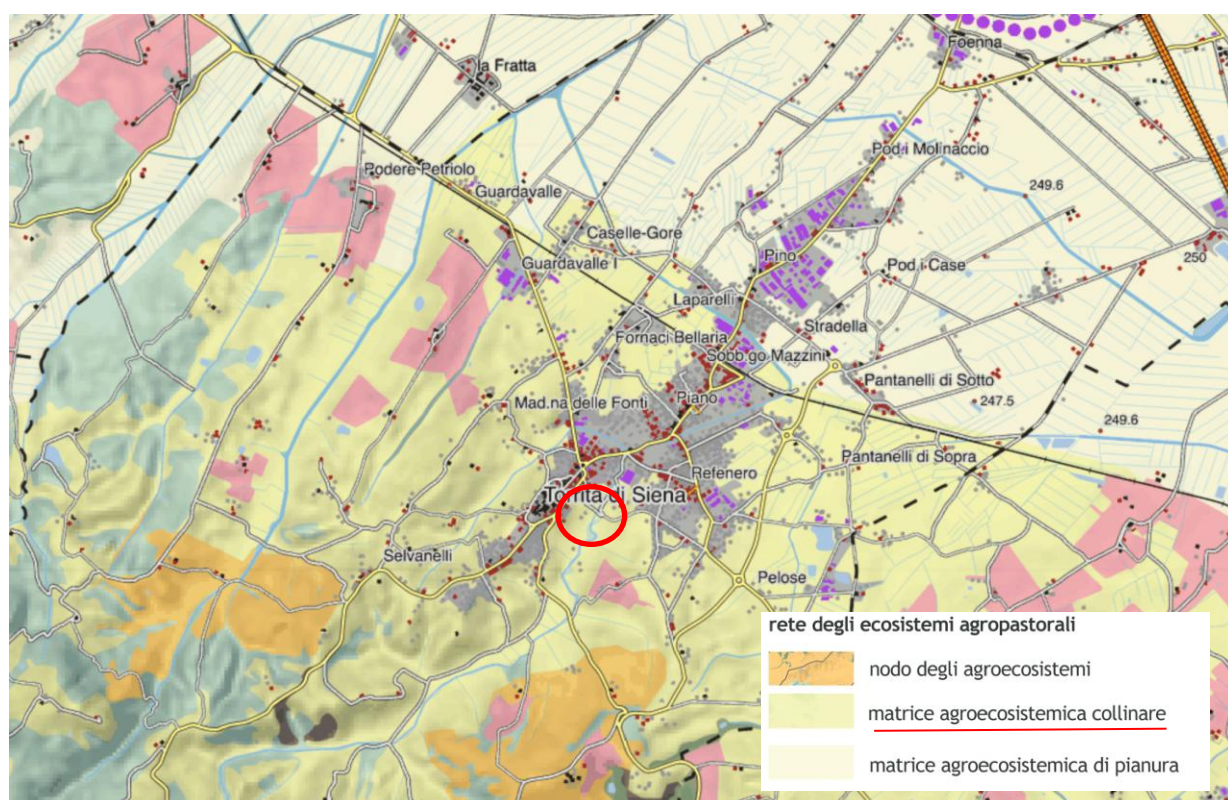 Foenna
la Fratta
Pod.i Molinaccio
Podere Petriolo
249.6
Guardavalle
Caselle-Gore
Pino
Guardavalle I
Pod.i Case
250
Laparelli
Stradella
Fornaci Bellaria
Sobb.go Mazzini
Pantanelli di Sotto
Piano
Mad.na delle Fonti
247.5
249.6
Pantanelli di Sopra
Refenero
Torrita di Siena
Selvanelli
Pelose
rete degli ecosistemi agropastorali
nodo degli agroecosistemi
matrice agroecosistemica collinare
matrice agroecosistemica di pianura